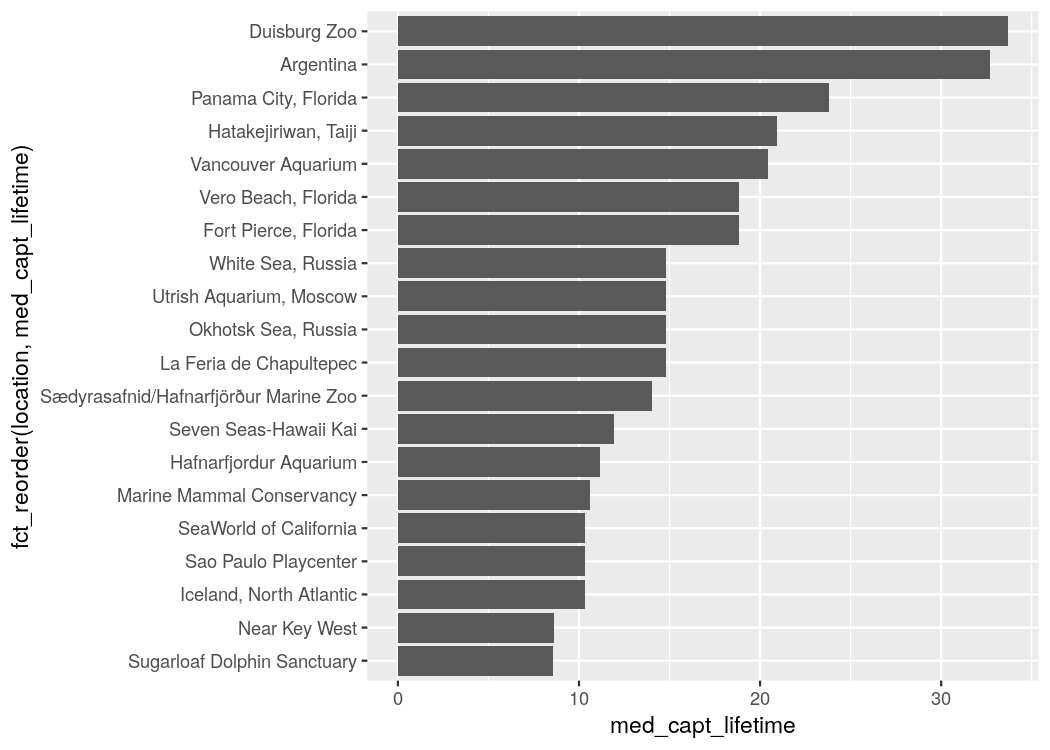 fct_reorder(location, med_capt_lifetime)
Duisburg Zoo
Argentina
Panama City, Florida
Hatakejiriwan, Taiji
Vancouver Aquarium
Vero Beach, Florida
Fort Pierce, Florida
White Sea, Russia
Utrish Aquarium, Moscow
Okhotsk Sea, Russia
La Feria de Chapultepec
Sædyrasafnid/Hafnarfjörður Marine Zoo
Seven Seas-Hawaii Kai
Hafnarfjordur Aquarium
Marine Mammal Conservancy
SeaWorld of California
Sao Paulo Playcenter
Iceland, North Atlantic
Near Key West
Sugarloaf Dolphin Sanctuary
0 10 20 30
med_capt_lifetime